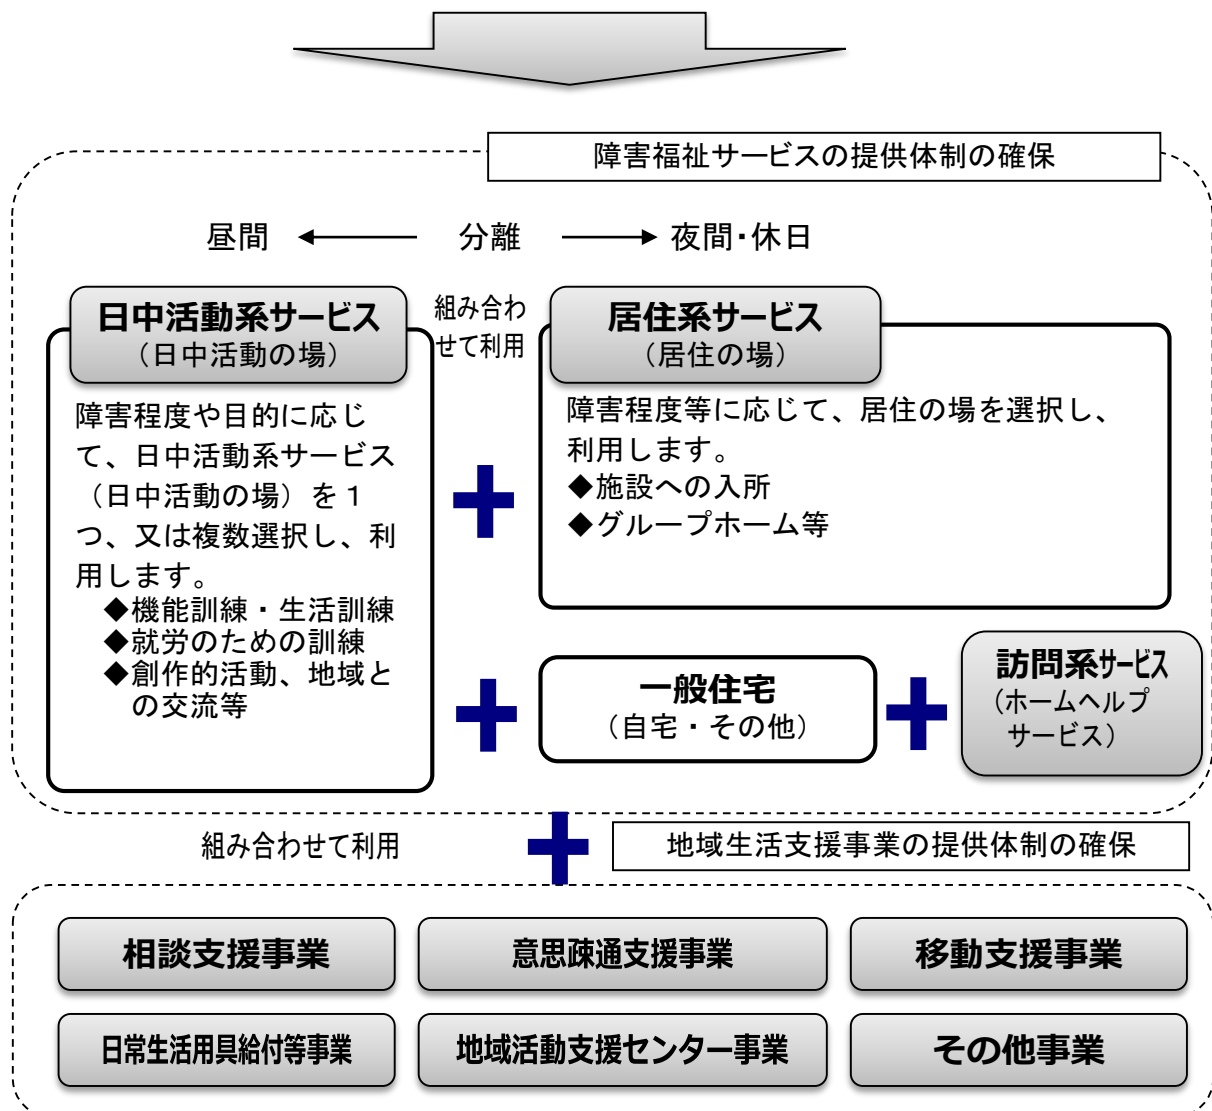 障害福祉サービスの提供体制の確保
昼間 分離 夜間・休日
日中活動系サービス
（日中活動の場）
組み合わ
せて利用
居住系サービス
（居住の場）
障害程度や目的に応じ
て、日中活動系サービス
（日中活動の場）を１
つ、又は複数選択し、利
用します。
◆機能訓練・生活訓練
◆就労のための訓練
◆創作的活動、地域と
の交流等
障害程度等に応じて、居住の場を選択し、
利用します。
◆施設への入所
◆グループホーム等
一般住宅
（自宅・その他）
訪問系サービス
（ホームヘルプ
サービス）
組み合わせて利用
地域生活支援事業の提供体制の確保
相談支援事業
意思疎通支援事業
移動支援事業
日常生活用具給付等事業
地域活動支援センター事業
その他事業